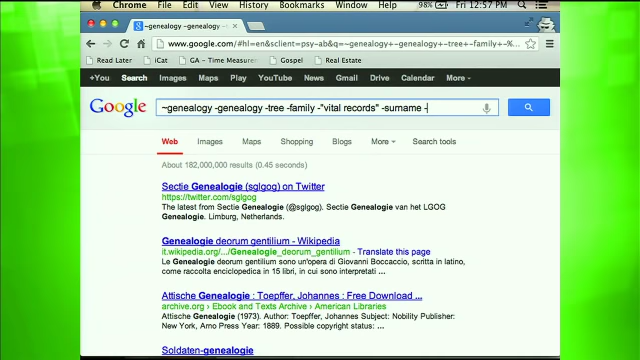 Chrome File Edit View History Bookmarks Window Help 98% Fri 12:57 PM
~genealogy -genealogy
www.google.com/#hl=en&sclient=psy-ab&q=~genealogy+-genealogy+-tree+-family+-%
Read Later iCat GA - Time Measurem Gospel Real Estate
+You Search Images Maps Play YouTube News Gmail Drive Calendar More
Google ~genealogy -genealogy -tree -family -"vital records" -surname -
Web Images Maps Shopping Blogs More Search tools
About 182,000,000 results (0.45 seconds)
Sectie Genealogie (sglgog) on Twitter
https://twitter.com/sglgog
The latest from Sectie Genealogie (@sglgog). Sectie Genealogie van het LGOG
Genealogie. Limburg, Netherlands.
Genealogie deorum gentilium - Wikipedia
it.wikipedia.org/.../Genealogie_deorum_gentilium - Translate this page
Le Genealogie deorum gentilium sono un'opera di Giovanni Boccaccio, scritta in latino,
come raccolta enciclopedica in 15 libri, in cui sono interpretati ...
Attische Genealogie : Toepffer, Johannes : Free Download ...
archive.org › Ebook and Texts Archive › American Libraries
Attische Genealogie (1973). Author: Toepffer, Johannes Subject: Nobility Publisher:
New York, Arno Press Year: 1889. Possible copyright status: ...
Soldaten-genealogie